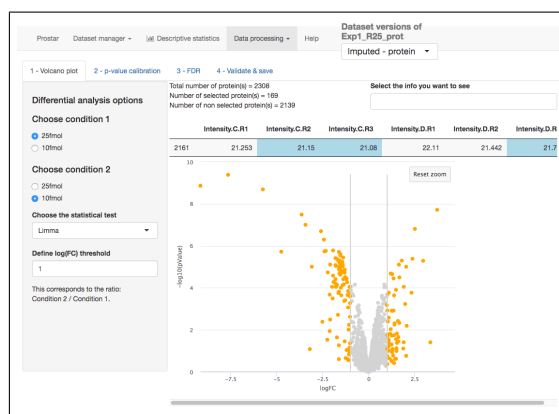 Prostar Dataset manager Descriptive statistics Data processing Help
Dataset versions of
Exp1_R25_prot
Imputed - protein
1 - Volcano plot 2 - p-value calibration 3 - FDR 4 - Validate & save
Differential analysis options
Choose condition 1
25fmol
10fmol
Choose condition 2
25fmol
10fmol
Choose the statistical test
Limma
Define log(FC) threshold
1
This corresponds to the ratio:
Condition 2 / Condition 1.
Total number of protein(s) = 2308
Number of selected protein(s) = 169
Number of non selected protein(s) = 2139
Select the info you want to see
Intensity.C.R1 Intensity.C.R2 Intensity.C.R3 Intensity.D.R1 Intensity.D.R2 Intensity.D.R
2161 21.253 21.15 21.08 22.11 21.442 21.7
Reset zoom
-log10(pValue)
10
8
6
4
2
0
-7.5 -5 -2.5 0 2.5
logFC